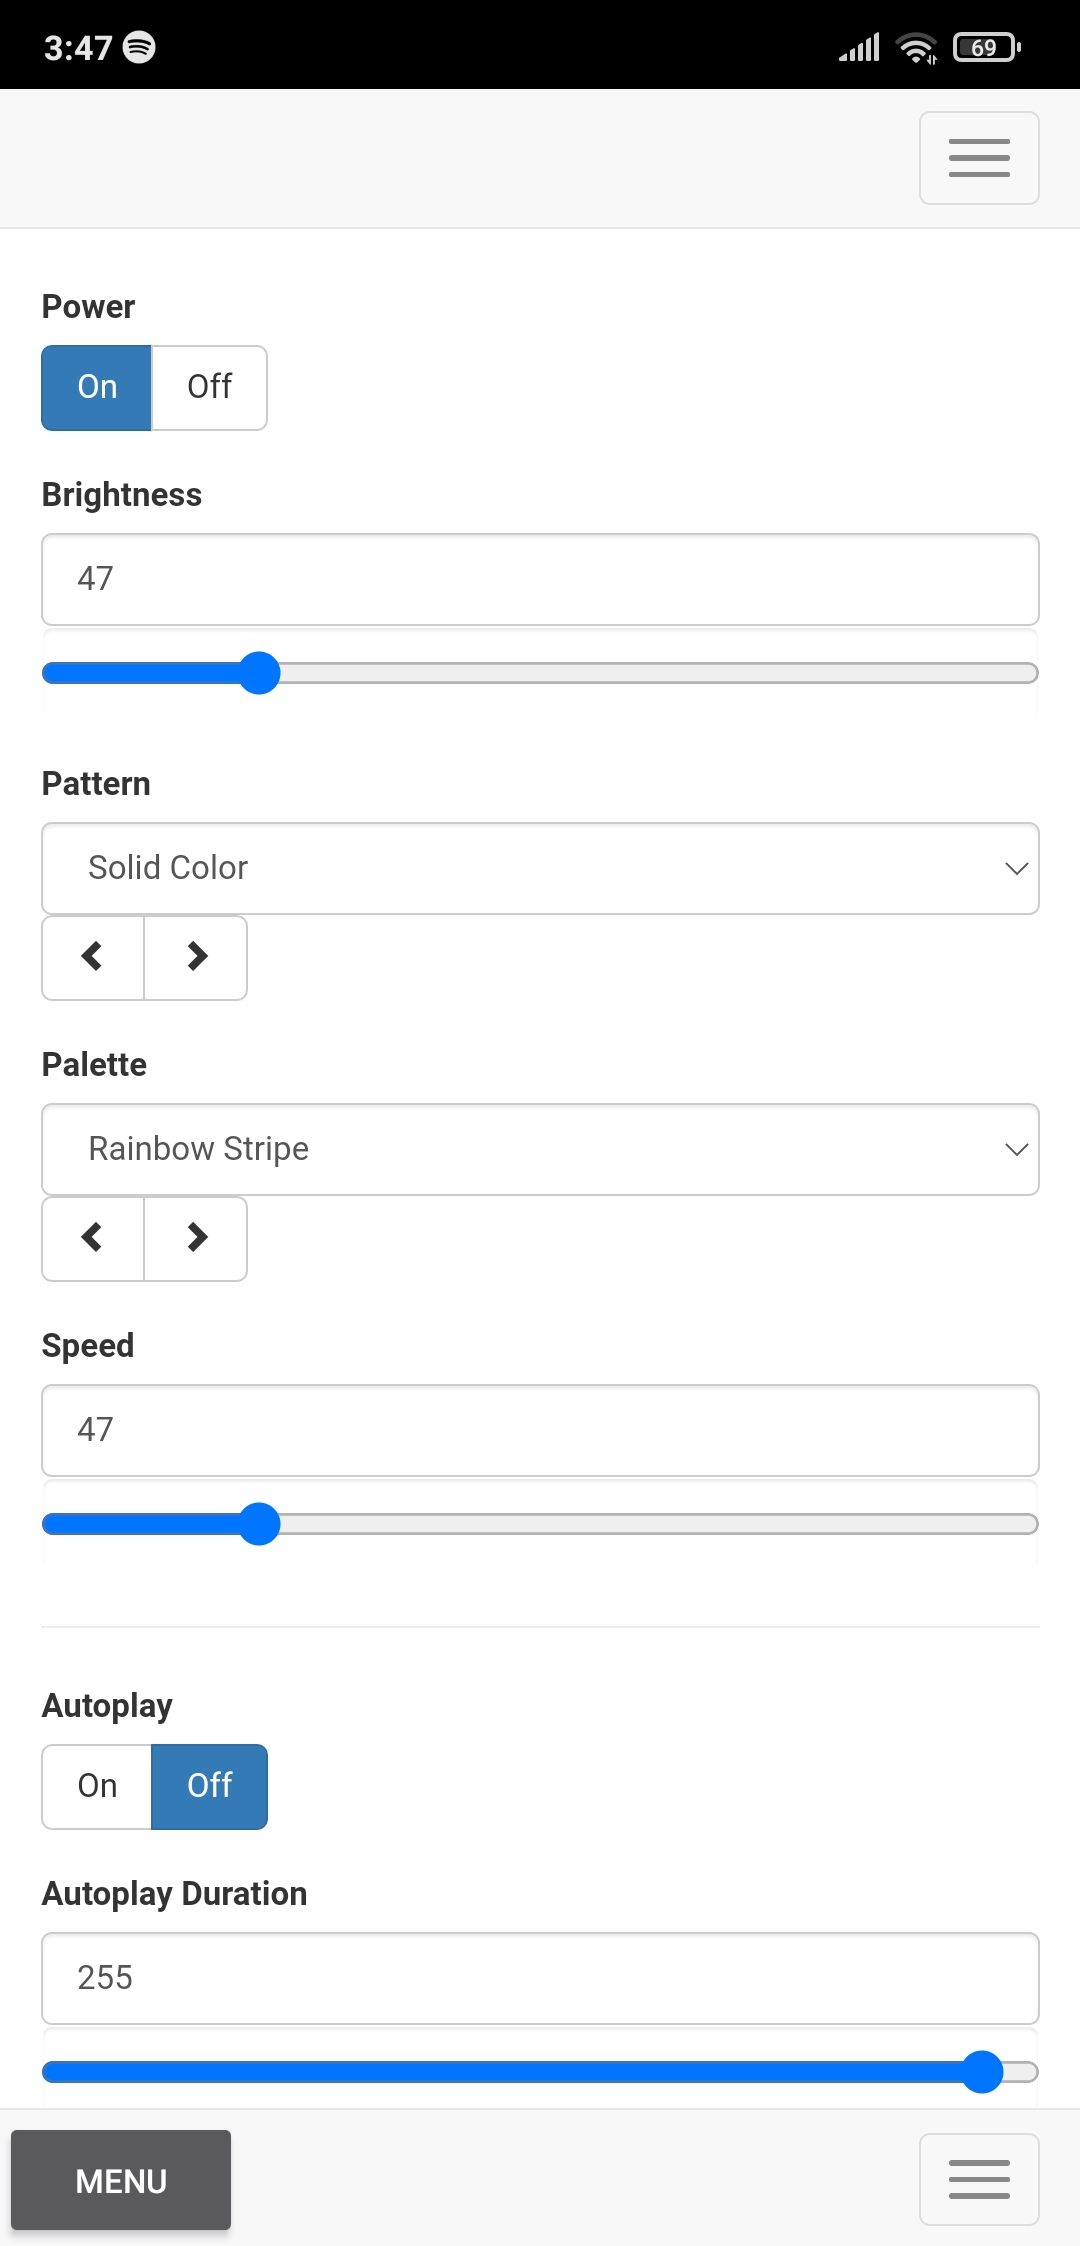 3:47
69
Power
On Off
Brightness
47
Pattern
Solid Color
Palette
Rainbow Stripe
Speed
47
Autoplay
On Off
Autoplay Duration
255
MENU